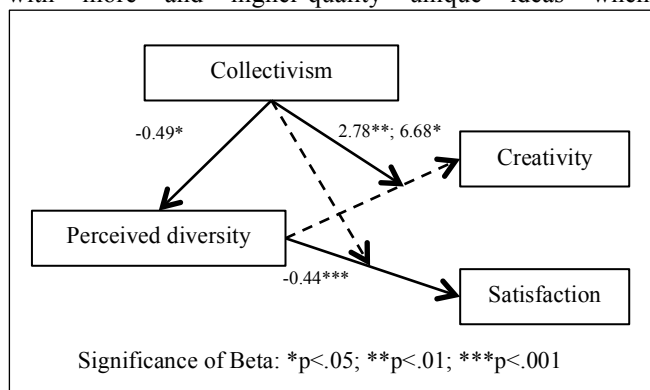 with more and higher-quality unique ideas when
Collectivism
-0.49*
2.78**; 6.68*
Creativity
Perceived diversity
-0.44***
Satisfaction
Significance of Beta: *p<.05; **p<.01; ***p<.001